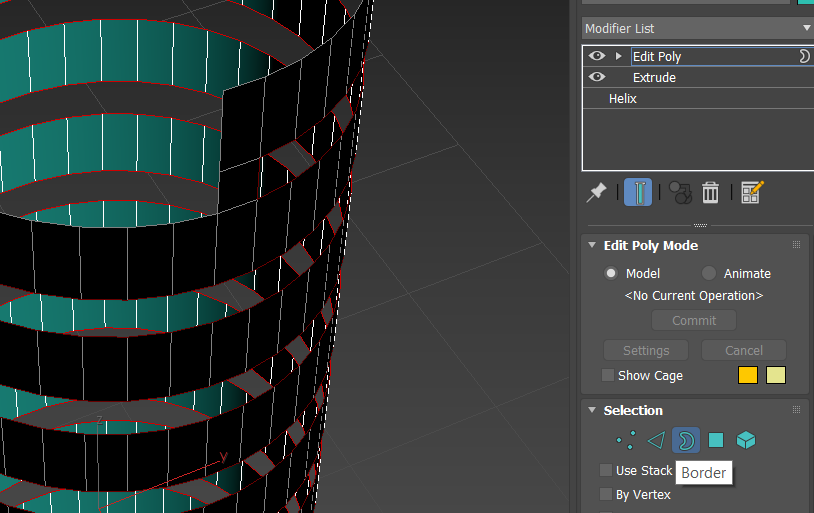 Modifier List
Edit Poly
Extrude
Helix
Edit Poly Mode
Model Animate
<No Current Operation>
Commit
Settings Cancel
Show Cage
Selection
Use Stack
Border
By Vertex
z
y